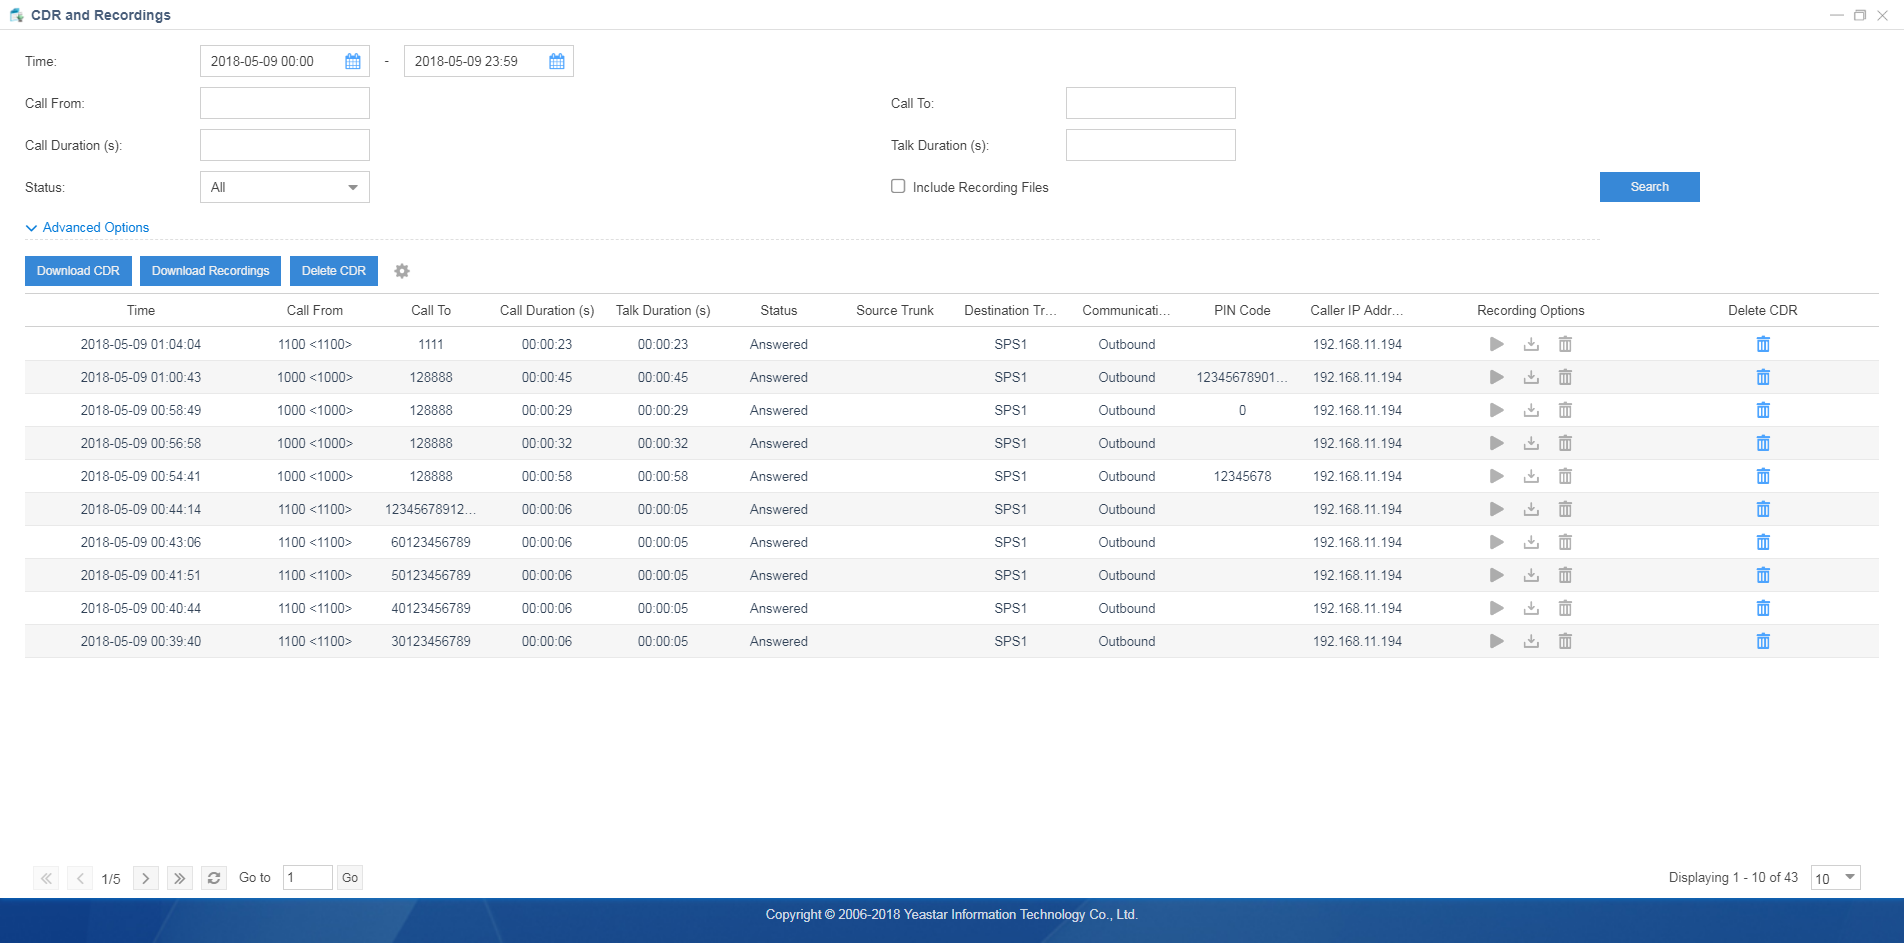 CDR and Recordings
Time: 2018-05-09 00:00 - 2018-05-09 23:59
Call From: Call To:
Call Duration (s): Talk Duration (s):
Status: All Include Recording Files Search
Advanced Options
Download CDR Download Recordings Delete CDR
Time Call From Call To Call Duration (s) Talk Duration (s) Status Source Trunk Destination Tr... Communicati... PIN Code Caller IP Addr... Recording Options Delete CDR
2018-05-09 01:04:04 1100 <1100> 1111 00:00:23 00:00:23 Answered SPS1 Outbound 192.168.11.194
2018-05-09 01:00:43 1000 <1000> 128888 00:00:45 00:00:45 Answered SPS1 Outbound 12345678901... 192.168.11.194
2018-05-09 00:58:49 1000 <1000> 128888 00:00:29 00:00:29 Answered SPS1 Outbound 0 192.168.11.194
2018-05-09 00:56:58 1000 <1000> 128888 00:00:32 00:00:32 Answered SPS1 Outbound 192.168.11.194
2018-05-09 00:54:41 1000 <1000> 128888 00:00:58 00:00:58 Answered SPS1 Outbound 12345678 192.168.11.194
2018-05-09 00:44:14 1100 <1100> 12345678912... 00:00:06 00:00:05 Answered SPS1 Outbound 192.168.11.194
2018-05-09 00:43:06 1100 <1100> 60123456789 00:00:06 00:00:05 Answered SPS1 Outbound 192.168.11.194
2018-05-09 00:41:51 1100 <1100> 50123456789 00:00:06 00:00:05 Answered SPS1 Outbound 192.168.11.194
2018-05-09 00:40:44 1100 <1100> 40123456789 00:00:06 00:00:05 Answered SPS1 Outbound 192.168.11.194
2018-05-09 00:39:40 1100 <1100> 30123456789 00:00:06 00:00:05 Answered SPS1 Outbound 192.168.11.194
1/5 Go to 1 Go Displaying 1 - 10 of 43 10
Copyright © 2006-2018 Yeastar Information Technology Co., Ltd.